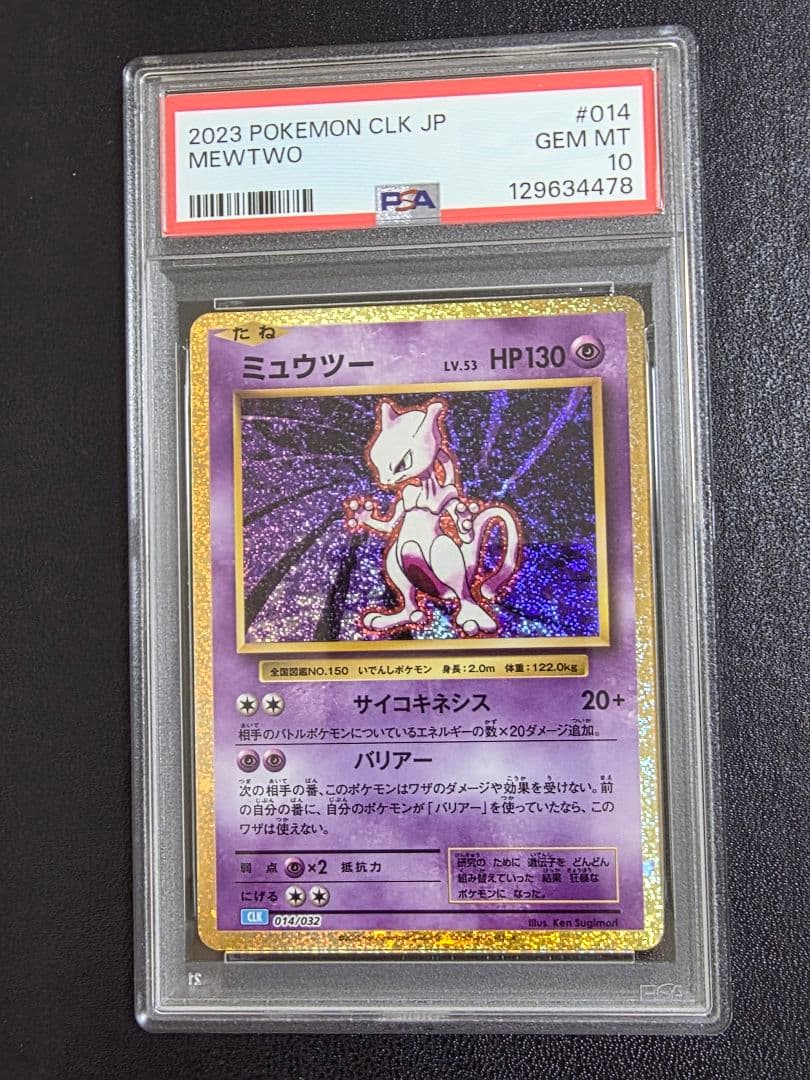 2023 POKEMON CLK JP #014
MEWTWO GEM MT
10
PSA 129634478
たね
ミュウツー LV.53 HP130
全国図鑑NO.150 いでんしポケモン 身長:2.0m 体重:122.0kg
サイコキネシス 20+
相手のバトルポケモンについているエネルギーの数×20ダメージ追加。
バリアー
次の相手の番、このポケモンはワザのダメージや効果を受けない。前
の自分の番に、自分のポケモンが「バリアー」を使っていたなら、この
ワザは使えない。
弱点 ×2 抵抗力
にげる
研究の ために 遺伝子を どんどん
組み替えていった 結果 狂暴な
ポケモンに なった。
CLK 014/032
Illus. Ken Sugimori
PSA